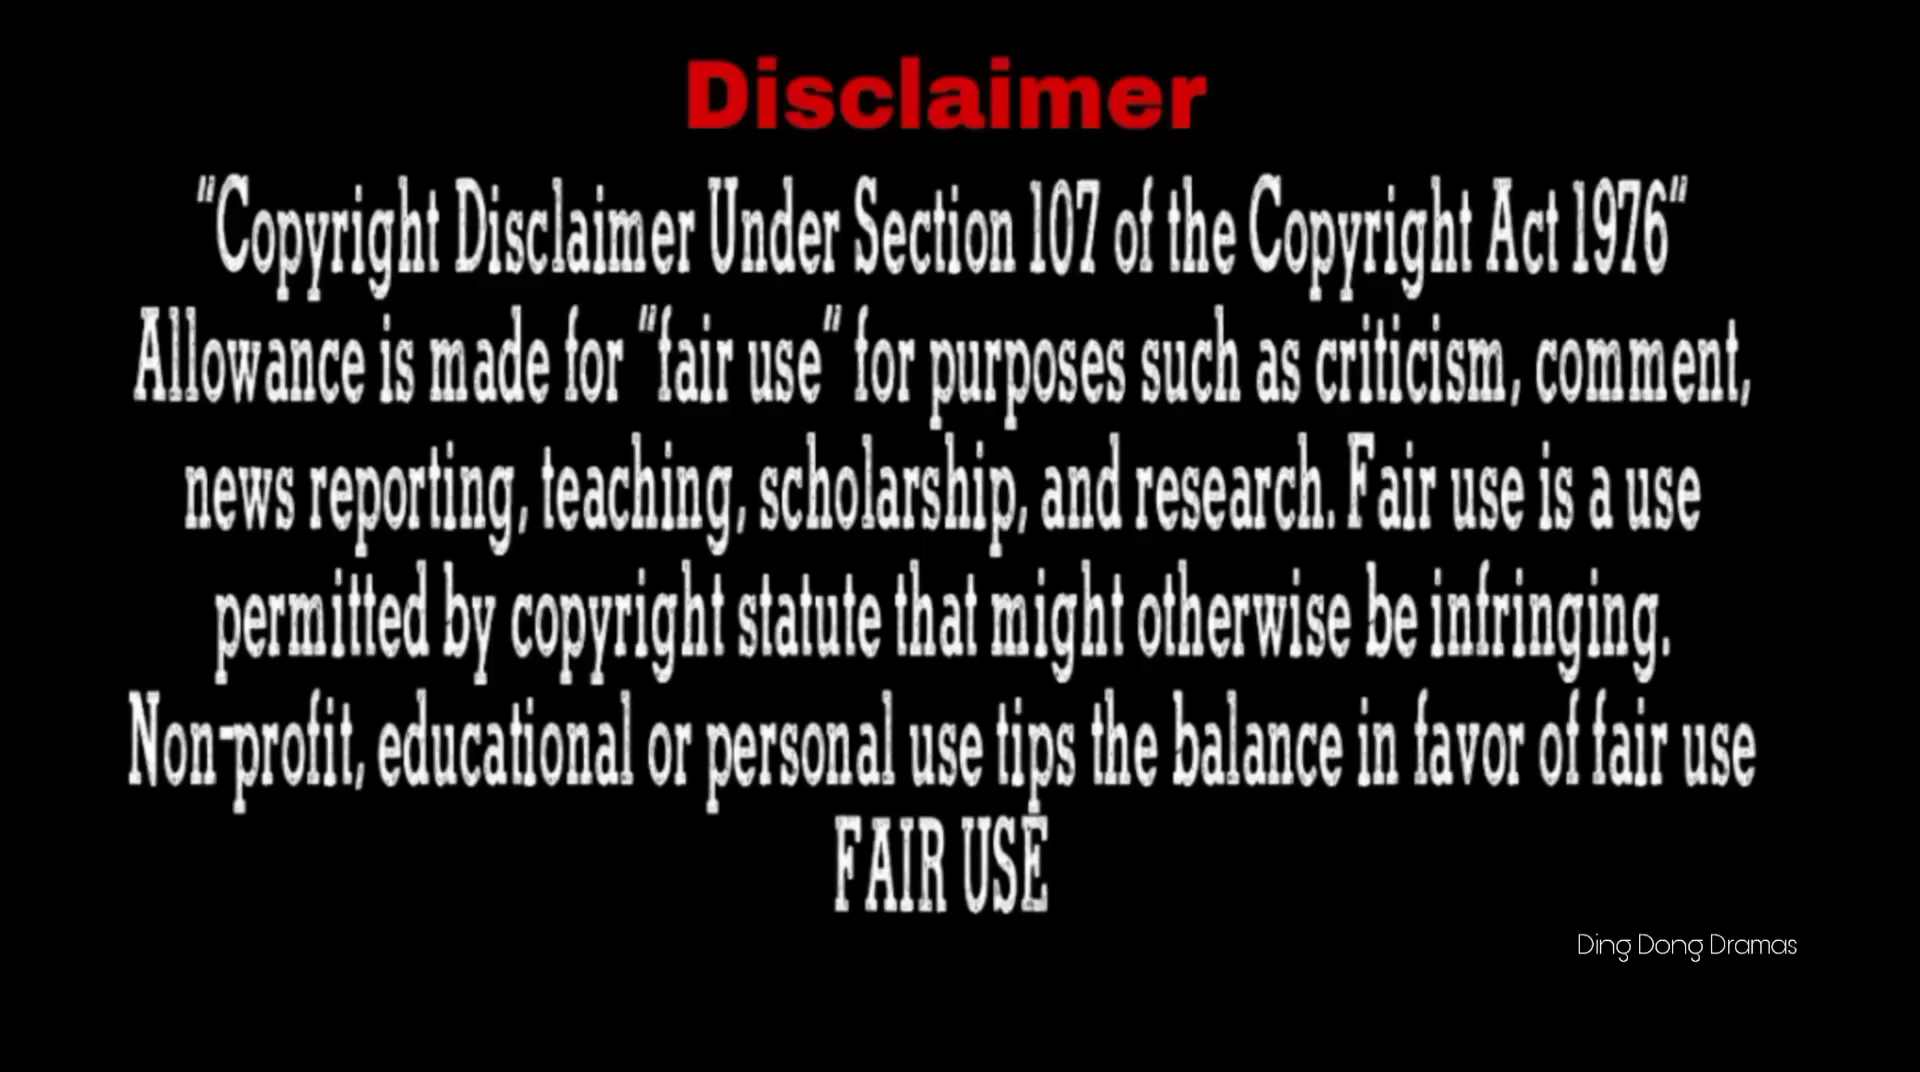 Disclaimer
"Copyright Disclaimer Under Section 107 of the Copyright Act 1976"
Allowance is made for "fair use" for purposes such as criticism, comment,
news reporting, teaching, scholarship, and research. Fair use is a use
permitted by copyright statute that might otherwise be infringing.
Non-profit, educational or personal use tips the balance in favor of fair use
FAIR USE
Ding Dong Dramas